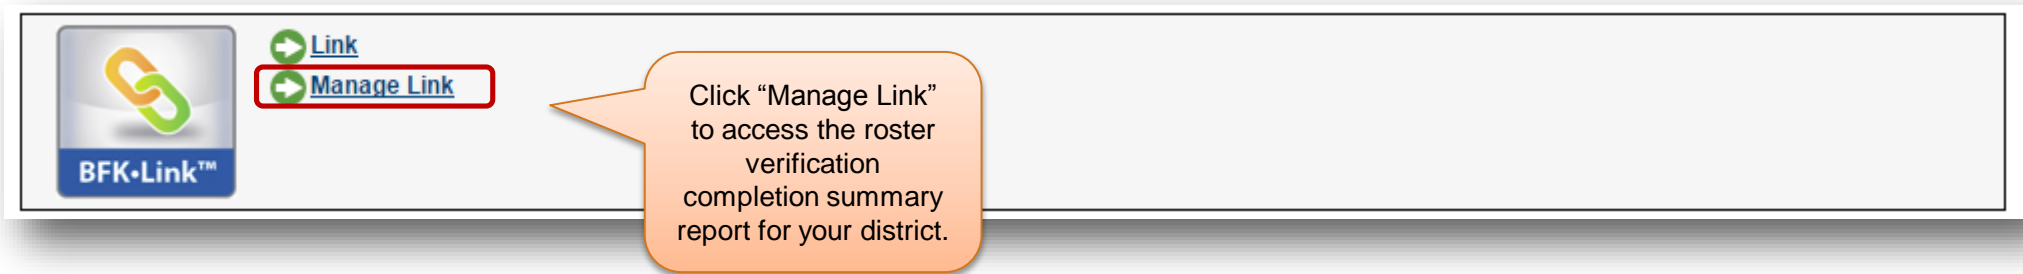 Link
Manage Link
BFK•Link™
Click “Manage Link”
to access the roster
verification
completion summary
report for your district.